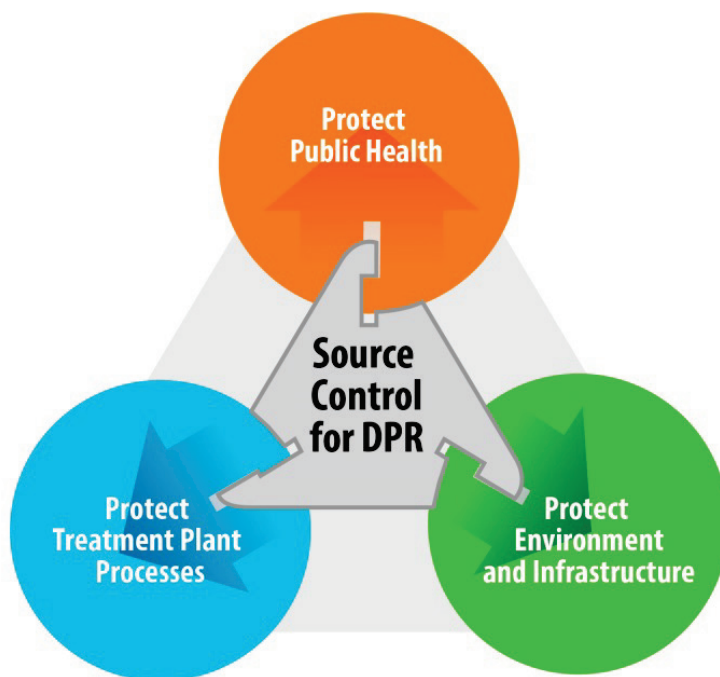 Protect
Public Health
Source
Control
for DPR
Protect
Treatment Plant
Processes
Protect
Environment
and Infrastructure